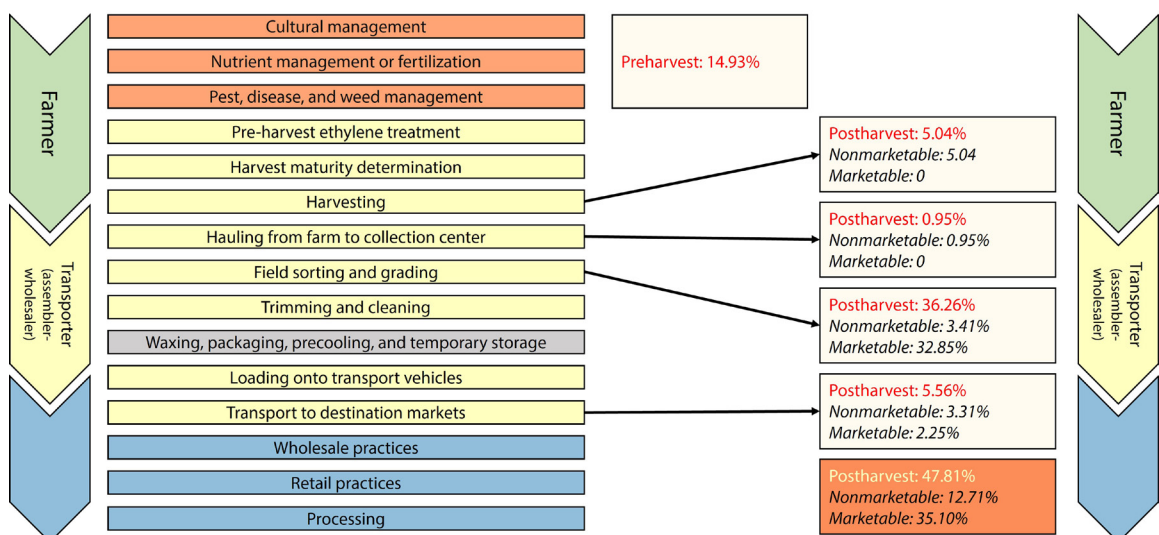 Farmer
Transporter
(assembler-
wholesaler)
Cultural management
Nutrient management or fertilization
Pest, disease, and weed management
Pre-harvest ethylene treatment
Harvest maturity determination
Harvesting
Hauling from farm to collection center
Field sorting and grading
Trimming and cleaning
Waxing, packaging, precooling, and temporary storage
Loading onto transport vehicles
Transport to destination markets
Wholesale practices
Retail practices
Processing
Preharvest: 14.93%
Postharvest: 5.04%
Nonmarketable: 5.04
Marketable: 0
Postharvest: 0.95%
Nonmarketable: 0.95%
Marketable: 0
Postharvest: 36.26%
Nonmarketable: 3.41%
Marketable: 32.85%
Postharvest: 5.56%
Nonmarketable: 3.31%
Marketable: 2.25%
Postharvest: 47.81%
Nonmarketable: 12.71%
Marketable: 35.10%
Farmer
Transporter
(assembler-
wholesaler)